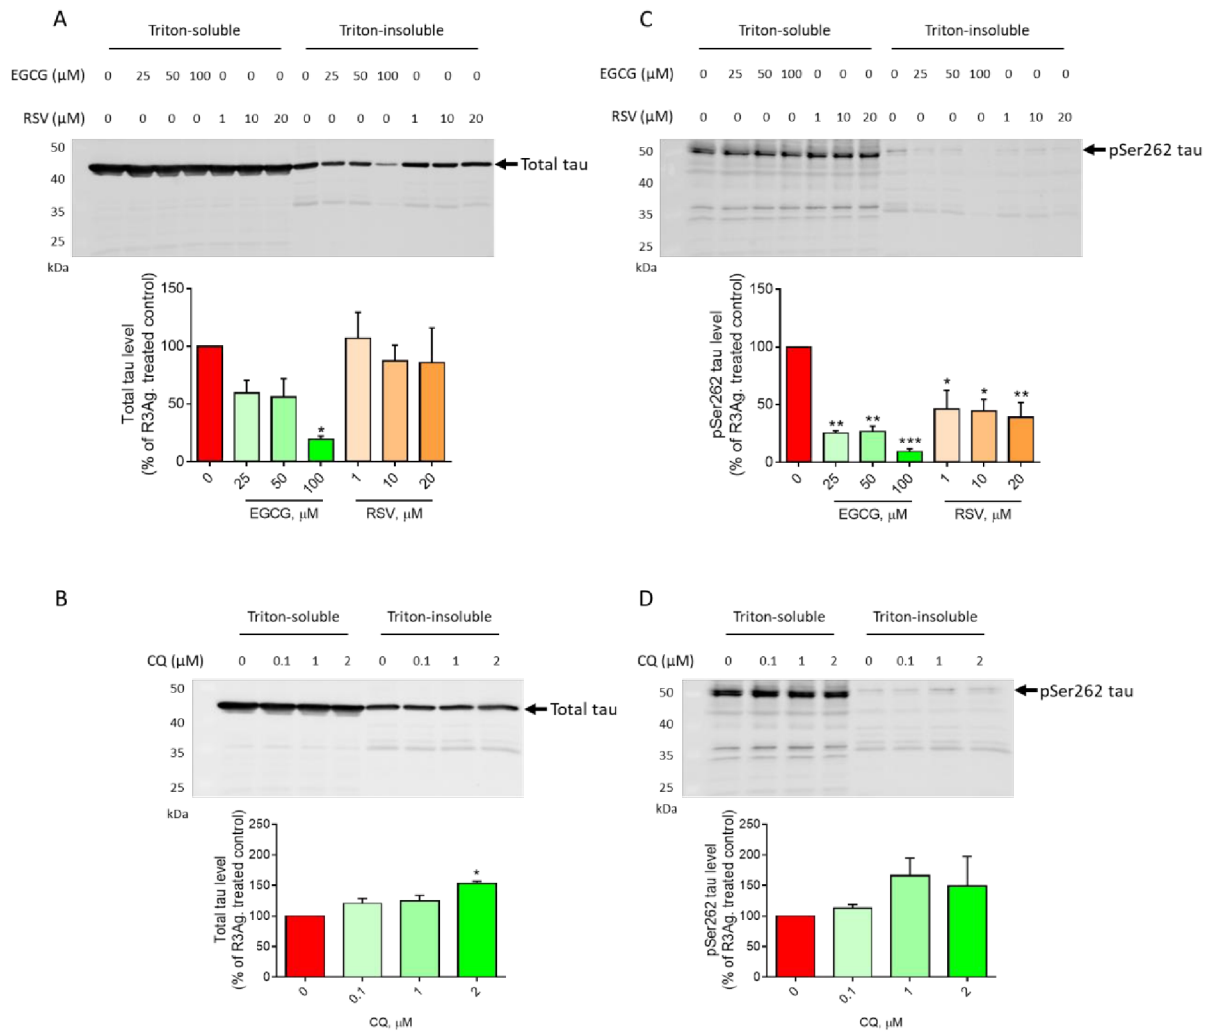 A
Triton-soluble Triton-insoluble
EGCG (µM) 0 25 50 100 0 0 0 0 25 50 100 0 0 0
RSV (µM) 0 0 0 0 1 10 20 0 0 0 0 1 10 20
50
Total tau
40
35
25
kDa
Total tau level
(% of R3Ag. treated control)
150
100
50
0
*
0 25 50 100 1 10 20
EGCG, µM RSV, µM
C
Triton-soluble Triton-insoluble
EGCG (µM) 0 25 50 100 0 0 0 0 25 50 100 0 0 0
RSV (µM) 0 0 0 0 1 10 20 0 0 0 0 1 10 20
50
pSer262 tau
40
35
25
kDa
pSer262 tau level
(% of R3Ag. treated control)
150
100
50
0
** ** *** * * **
0 25 50 100 1 10 20
EGCG, µM RSV, µM
B
Triton-soluble Triton-insoluble
CQ (µM) 0 0.1 1 2 0 0.1 1 2
50
Total tau
40
35
25
kDa
Total tau level
(% of R3Ag. treated control)
250
200
150
100
50
0
*
0 0.1 1 2
CQ, µM
D
Triton-soluble Triton-insoluble
CQ (µM) 0 0.1 1 2 0 0.1 1 2
50
pSer262 tau
40
35
25
kDa
pSer262 tau level
(% of R3Ag. treated control)
250
200
150
100
50
0
0 0.1 1 2
CQ, µM